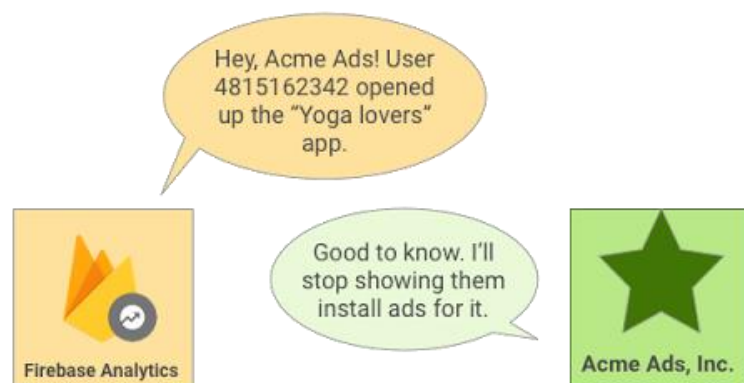 Hey, Acme Ads! User
4815162342 opened
up the “Yoga lovers”
app.
Good to know. I’ll
stop showing them
install ads for it.
Firebase Analytics
Acme Ads, Inc.